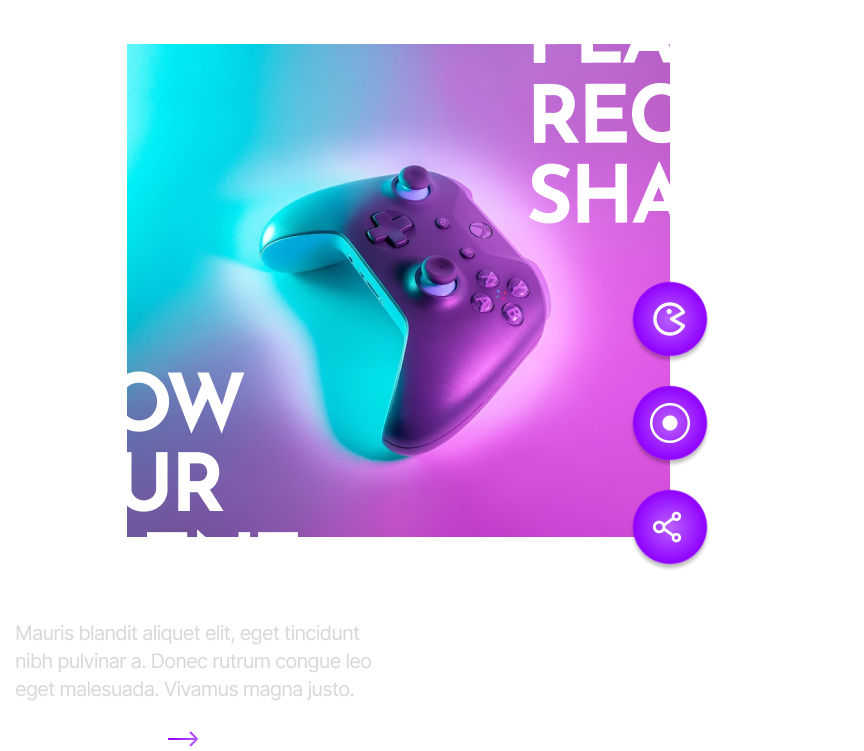 REC
SHA
OW
UR
Mauris blandit aliquet elit, eget tincidunt
nibh pulvinar a. Donec rutrum congue leo
eget malesuada. Vivamus magna justo.